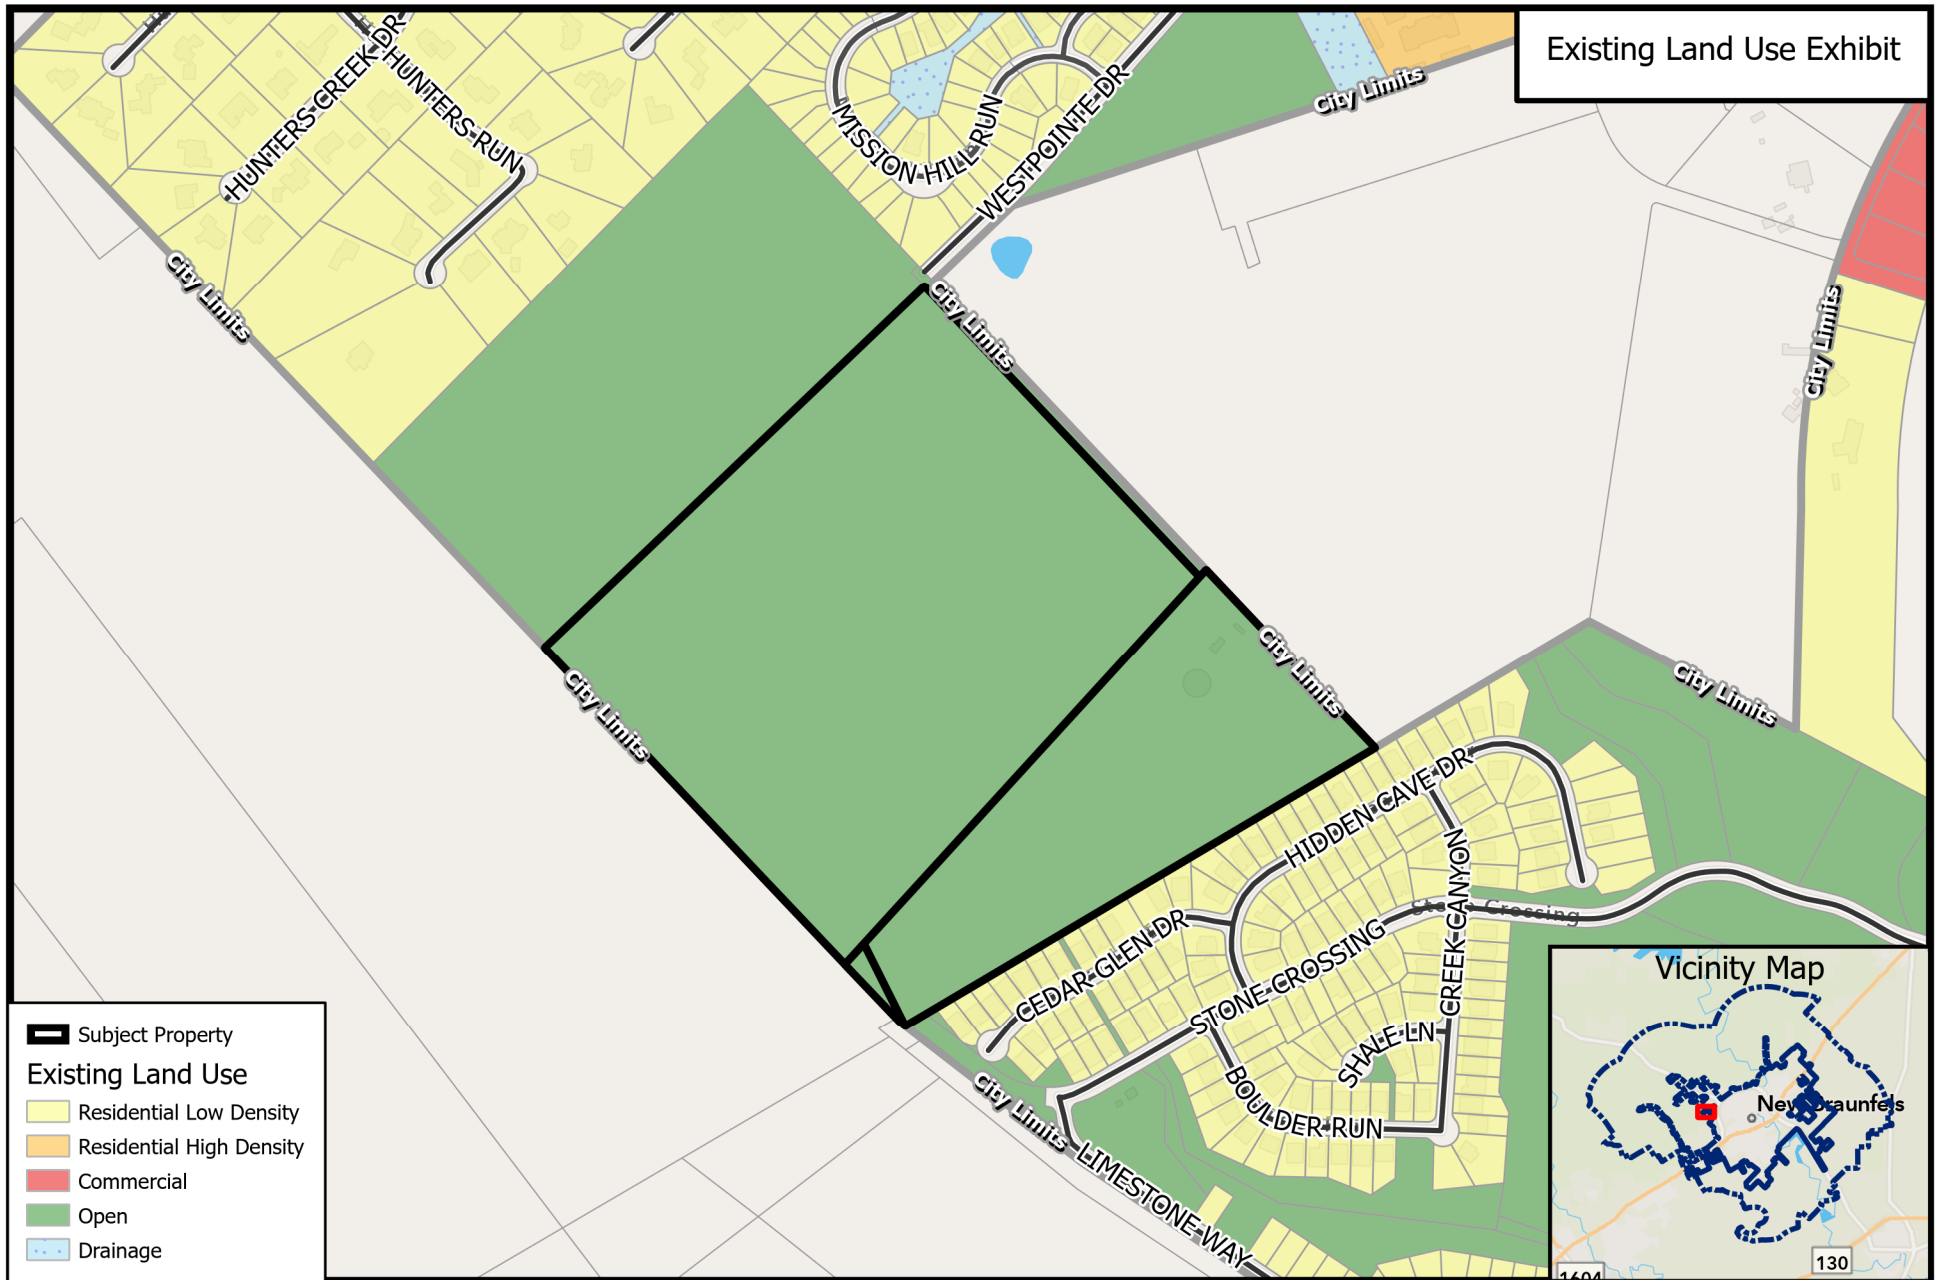 Existing Land Use Exhibit
HUNTERS CREEK DR
HUNTERS RUN
MISSION HILL RUN
WESTPOINTE DR
City Limits
City Limits
City Limits
City Limits
City Limits
City Limits
City Limits
HIDDEN CAVE DR
CREEK CANYON
Stone Crossing
CEDAR GLEN DR
STONE CROSSING
SHALE LN
BOULDER RUN
City Limits
LIMESTONE WAY
Subject Property
Existing Land Use
Residential Low Density
Residential High Density
Commercial
Open
Drainage
Vicinity Map
New Braunfels
130
1604